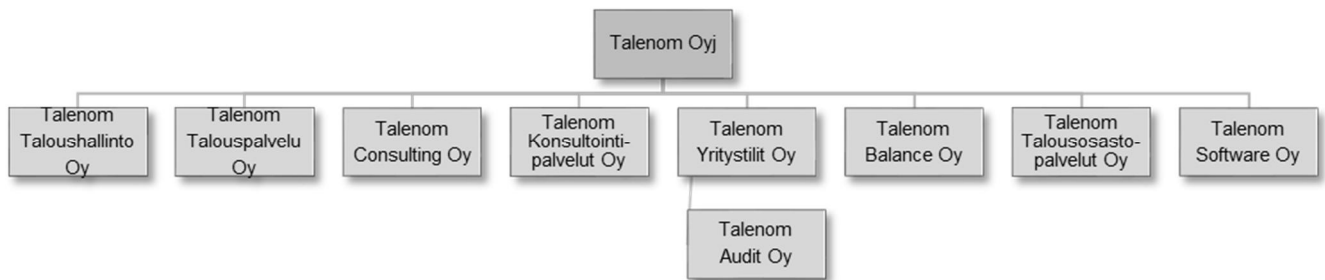 Talenom Oyj
Talenom
Taloushallinto
Oy
Talenom
Talouspalvelu
Oy
Talenom
Consulting Oy
Talenom
Konsultointi-
palvelut Oy
Talenom
Yritystilit Oy
Talenom
Balance Oy
Talenom
Talousosasto-
palvelut Oy
Talenom
Software Oy
Talenom
Audit Oy